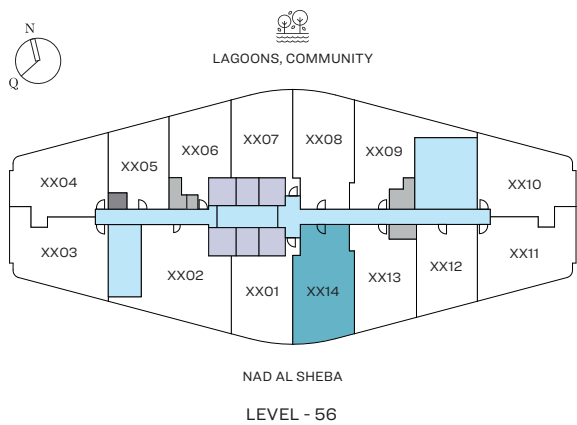 N
Q
LAGOONS, COMMUNITY
XX07
XX08
XX06
XX09
XX05
XX04
XX10
XX03
XX02
XX01
XX14
XX13
XX12
XX11
NAD AL SHEBA
LEVEL - 56